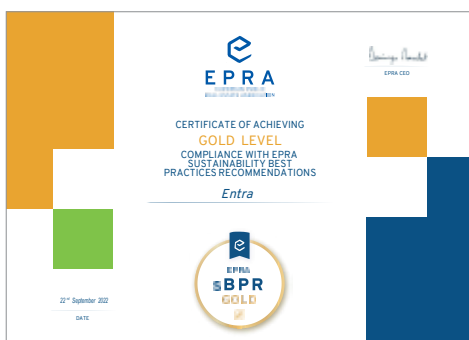 EPRA
EPRA CEO
CERTIFICATE OF ACHIEVING
GOLD LEVEL
COMPLIANCE WITH EPRA
SUSTAINABILITY BEST
PRACTICES RECOMMENDATIONS
Entra
EPRA
sBPR
GOLD
22nd September 2022
DATE